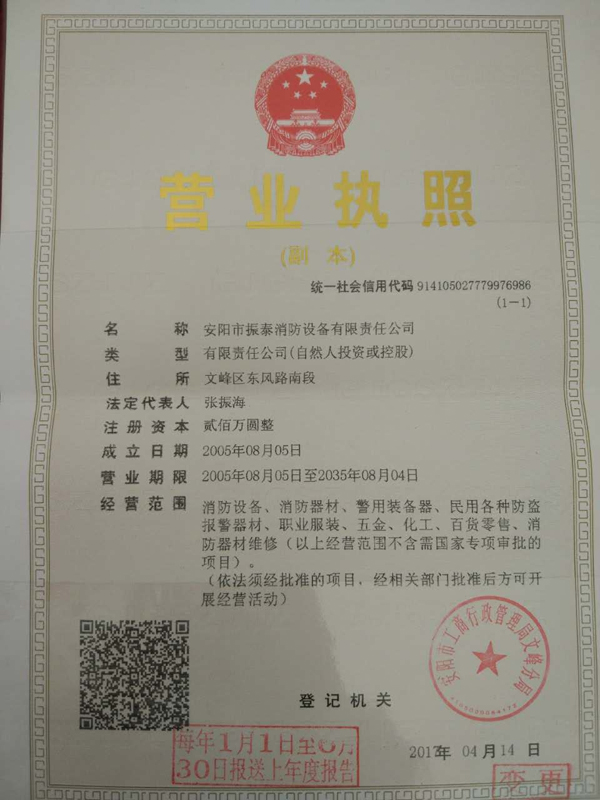 营业执照
(副 本)
统一社会信用代码 914105027779976986
(1-1)
名 称 安阳市振泰消防设备有限责任公司
类 型 有限责任公司(自然人投资或控股)
住 所 文峰区东风路南段
法定代表人 张振海
注册资本 贰佰万圆整
成立日期 2005年08月05日
营业期限 2005年08月05日至2035年08月04日
经营范围 消防设备、消防器材、警用装备器、民用各种防盗
报警器材、职业服装、五金、化工、百货零售、消
防器材维修(以上经营范围不含需国家专项审批的
项目)。
(依法须经批准的项目,经相关部门批准后方可开
展经营活动)
安阳市工商行政管理局文峰分局
登记机关
每年1月1日至6月
30日报送上年度报告
2017年 04月 14日
变更